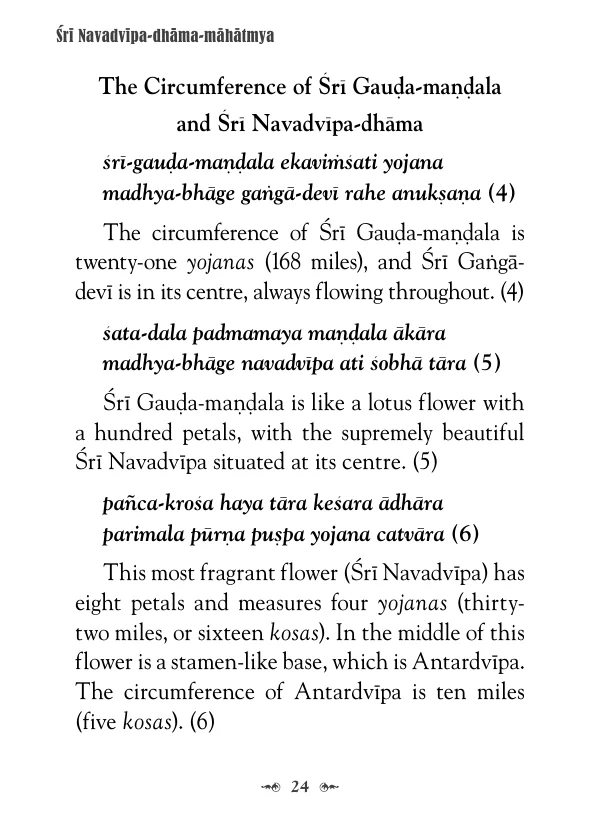 Śrī Navadvīpa-dhāma-māhātmya
The Circumference of Śrī Gauḍa-maṇḍala
and Śrī Navadvīpa-dhāma
śrī-gauḍa-maṇḍala ekaviṁśati yojana
madhya-bhāge gaṅgā-devī rahe anukṣaṇa (4)
The circumference of Śrī Gauḍa-maṇḍala is
twenty-one yojanas (168 miles), and Śrī Gaṅgā-
devī is in its centre, always flowing throughout. (4)
śata-dala padmamaya maṇḍala ākāra
madhya-bhāge navadvīpa ati śobhā tāra (5)
Śrī Gauḍa-maṇḍala is like a lotus flower with
a hundred petals, with the supremely beautiful
Śrī Navadvīpa situated at its centre. (5)
pañca-krośa haya tāra keśara ādhāra
parimala pūrṇa puṣpa yojana catvāra (6)
This most fragrant flower (Śrī Navadvīpa) has
eight petals and measures four yojanas (thirty-
two miles, or sixteen kosas). In the middle of this
flower is a stamen-like base, which is Antardvīpa.
The circumference of Antardvīpa is ten miles
(five kosas). (6)
24